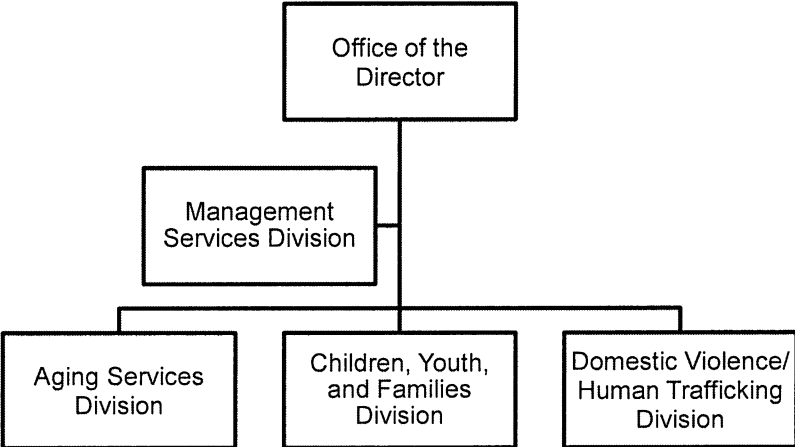 Office of the
Director
Management
Services Division
Aging Services
Division
Children, Youth,
and Families
Division
Domestic Violence/
Human Trafficking
Division